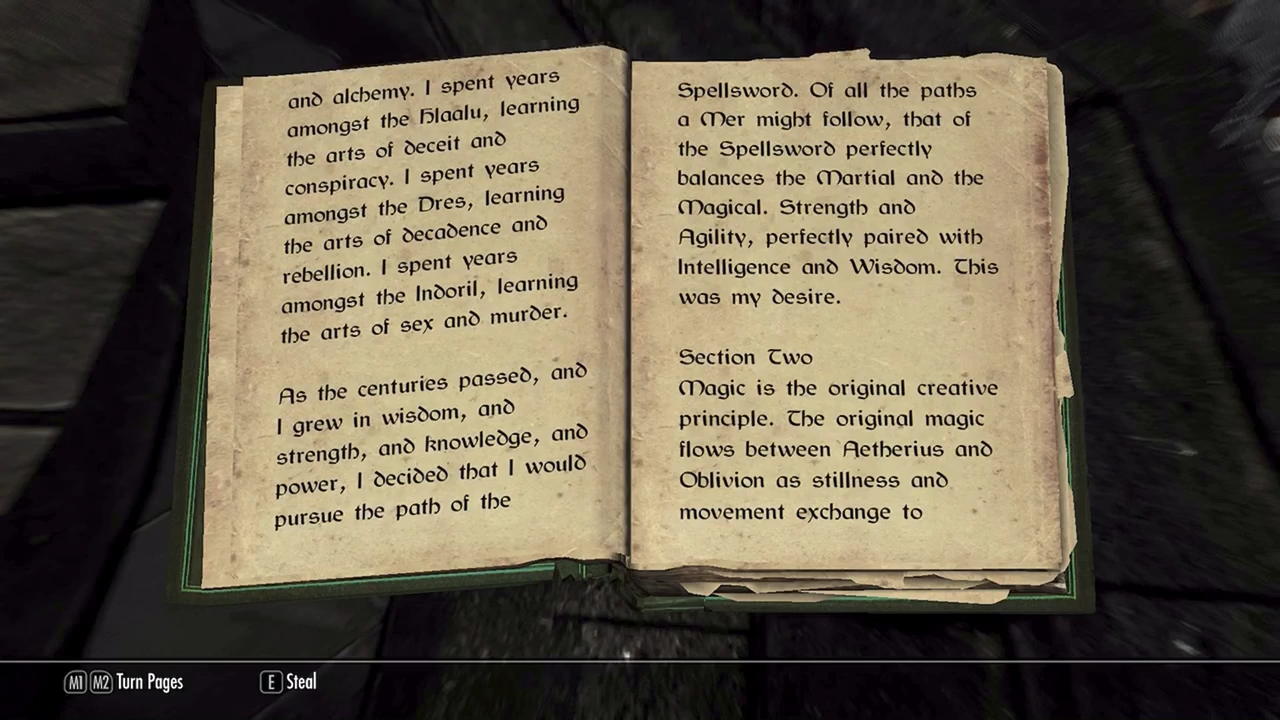 and alchemy. I spent years
amongst the Hlaalu, learning
the arts of deceit and
conspiracy. I spent years
amongst the Dres, learning
the arts of decadence and
rebellion. I spent years
amongst the Indoril, learning
the arts of sex and murder.
As the centuries passed, and
I grew in wisdom, and
strength, and knowledge, and
power, I decided that I would
pursue the path of the
Spellsword. Of all the paths
a Mer might follow, that of
the Spellsword perfectly
balances the Martial and the
Magical. Strength and
Agility, perfectly paired with
Intelligence and Wisdom. This
was my desire.
Section Two
Magic is the original creative
principle. The original magic
flows between Aetherius and
Oblivion as stillness and
movement exchange to
M1 M2 Turn Pages
E Steal